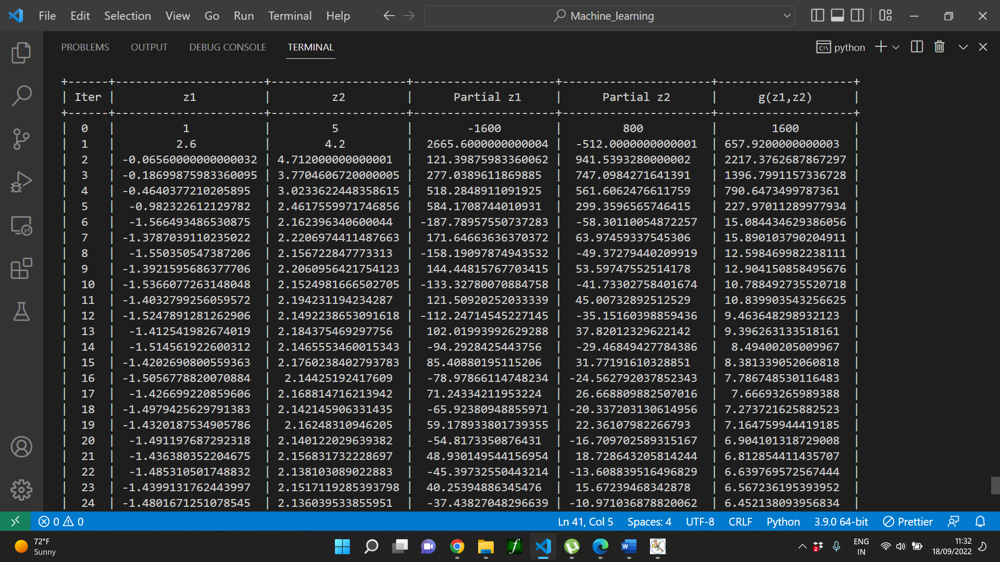 File Edit Selection View Go Run Terminal Help Machine_learning
PROBLEMS OUTPUT DEBUG CONSOLE TERMINAL python
+------+----------------------+--------------------+---------------------+----------------------+--------------------+
| Iter | z1 | z2 | Partial z1 | Partial z2 | g(z1,z2) |
+------+----------------------+--------------------+---------------------+----------------------+--------------------+
| 0 | 1 | 5 | -1600 | 800 | 1600 |
| 1 | 2.6 | 4.2 | 2665.6000000000004 | -512.0000000000001 | 657.9200000000003 |
| 2 | -0.06560000000000032 | 4.712000000000001 | 121.39875983360062 | 941.5393280000002 | 2217.3762687867297 |
| 3 | -0.18699875983360095 | 3.7704606720000005 | 277.0389611869885 | 747.0984271641391 | 1396.7991157336728 |
| 4 | -0.4640377210205895 | 3.0233622448358615 | 518.2848911091925 | 561.6062476611759 | 790.6473499787361 |
| 5 | -0.982322612129782 | 2.4617559971746856 | 584.1708744010931 | 299.3596565746415 | 227.97011289977934 |
| 6 | -1.566493486530875 | 2.162396340600044 | -187.78957550737283 | -58.30110054872257 | 15.084434629386056 |
| 7 | -1.3787039110235022 | 2.2206974411487663 | 171.64663636370372 | 63.97459337545306 | 15.890103790204911 |
| 8 | -1.550350547387206 | 2.156722847773313 | -158.19097874943532 | -49.37279440209919 | 12.598469982238111 |
| 9 | -1.3921595686377706 | 2.2060956421754123 | 144.44815767703415 | 53.59747552514178 | 12.904150858495676 |
| 10 | -1.5366077263148048 | 2.1524981666502705 | -133.32780070884758 | -41.73302758401674 | 10.788492735520718 |
| 11 | -1.4032799256059572 | 2.194231194234287 | 121.50920252033339 | 45.00732892512529 | 10.839903543256625 |
| 12 | -1.5247891281262906 | 2.1492238653091618 | -112.24714545227145 | -35.15160398859436 | 9.463648298932123 |
| 13 | -1.412541982674019 | 2.184375469297756 | 102.01993992629288 | 37.82012329622142 | 9.396263133518161 |
| 14 | -1.514561922600312 | 2.1465553460015343 | -94.2928425443756 | -29.46849427784386 | 8.49400205009967 |
| 15 | -1.4202690800559363 | 2.1760238402793783 | 85.40880195115206 | 31.77191610328851 | 8.381339052060818 |
| 16 | -1.5056778820070884 | 2.14425192417609 | -78.97866114748234 | -24.562792037852343 | 7.786748530116483 |
| 17 | -1.426699220859606 | 2.168814716213942 | 71.24334211953224 | 26.668809882507016 | 7.66693265989388 |
| 18 | -1.4979425629791383 | 2.142145906331435 | -65.92380948855971 | -20.337203130614956 | 7.273721625882523 |
| 19 | -1.4320187534905786 | 2.16248310946205 | 59.178933801739355 | 22.36107982266793 | 7.164759944419185 |
| 20 | -1.491197687292318 | 2.140122029639382 | -54.8173350876431 | -16.709702589315167 | 6.904101318729008 |
| 21 | -1.436380352204675 | 2.156831732228697 | 48.930149544156954 | 18.728643205814244 | 6.812854411435707 |
| 22 | -1.485310501748832 | 2.138103089022883 | -45.39732550443214 | -13.608839516496829 | 6.639769572567444 |
| 23 | -1.4399131762443997 | 2.1517119285393798 | 40.25394886345476 | 15.67239468342878 | 6.567236195393952 |
| 24 | -1.4801671251078545 | 2.136039533855951 | -37.43827048296639 | -10.971036878820062 | 6.452138093956834 |
0 0 Ln 41, Col 5 Spaces: 4 UTF-8 CRLF Python 3.9.0 64-bit Prettier
72°F
Sunny
2
ENG
IN
11:32
18/09/2022